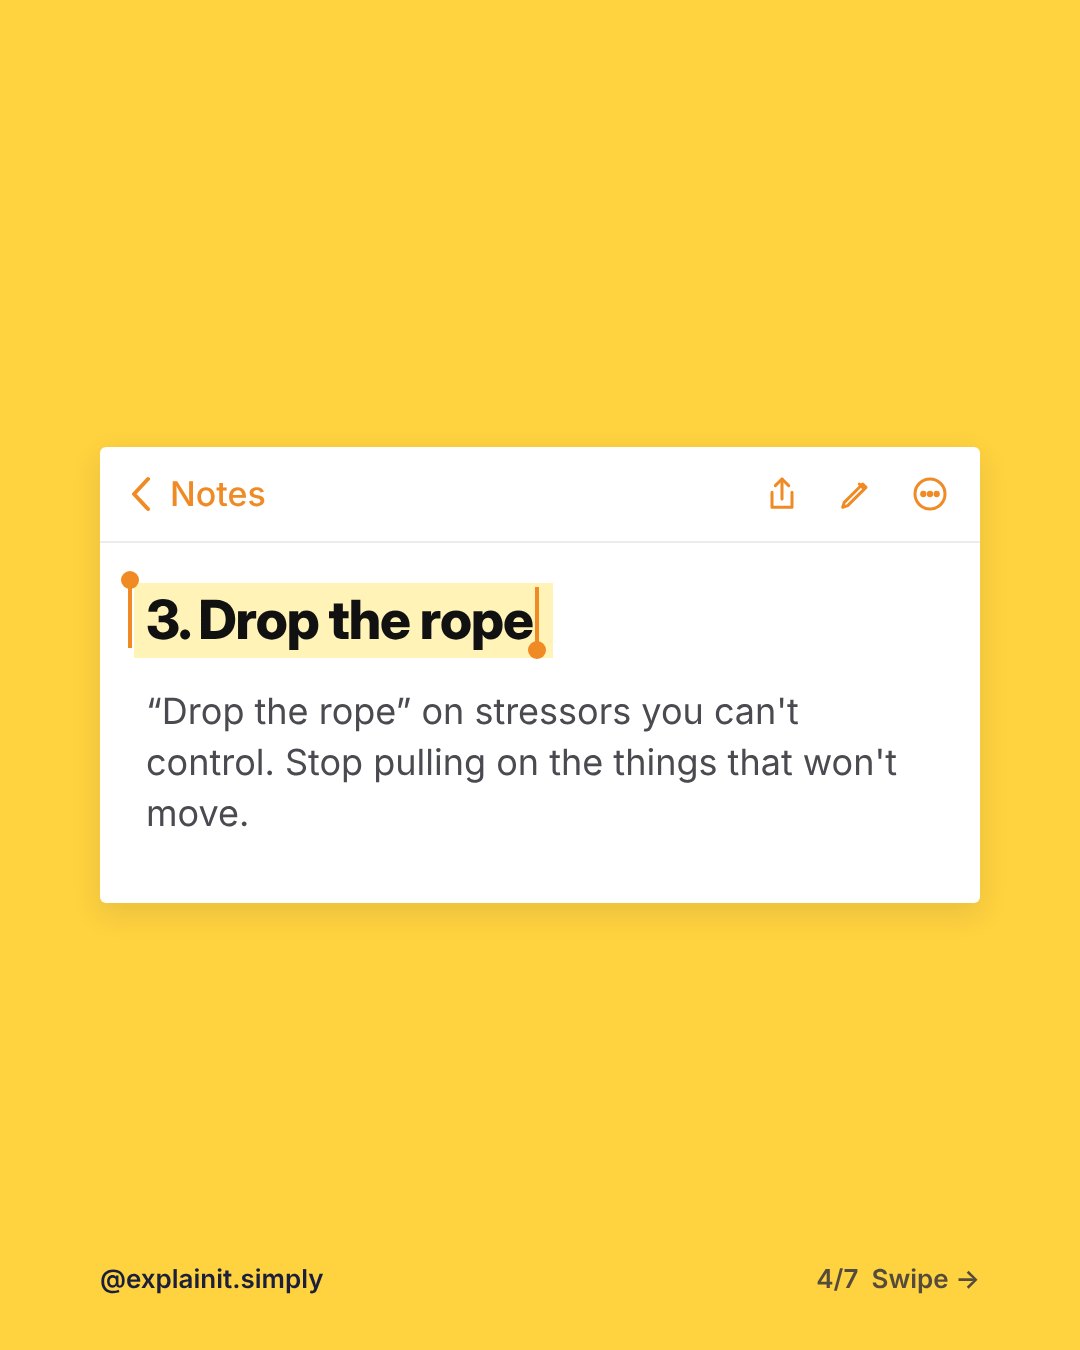 Notes
3. Drop the rope
“Drop the rope” on stressors you can't
control. Stop pulling on the things that won't
move.
@explainit.simply
4/7 Swipe →